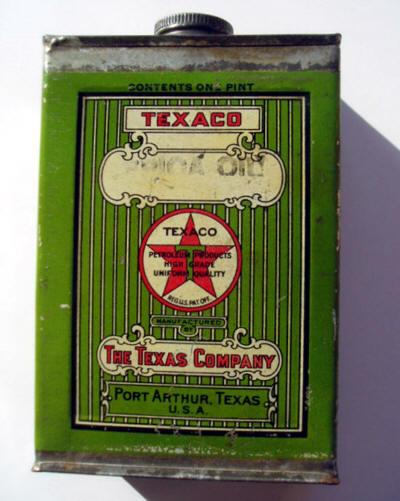 CONTENTS ONE PINT
TEXACO
OIL
TEXACO
T
PETROLEUM PRODUCTS
HIGH GRADE
UNIFORM QUALITY
REG. U.S. PAT. OFF.
MANUFACTURED
BY
THE TEXAS COMPANY
PORT ARTHUR, TEXAS
U.S.A.